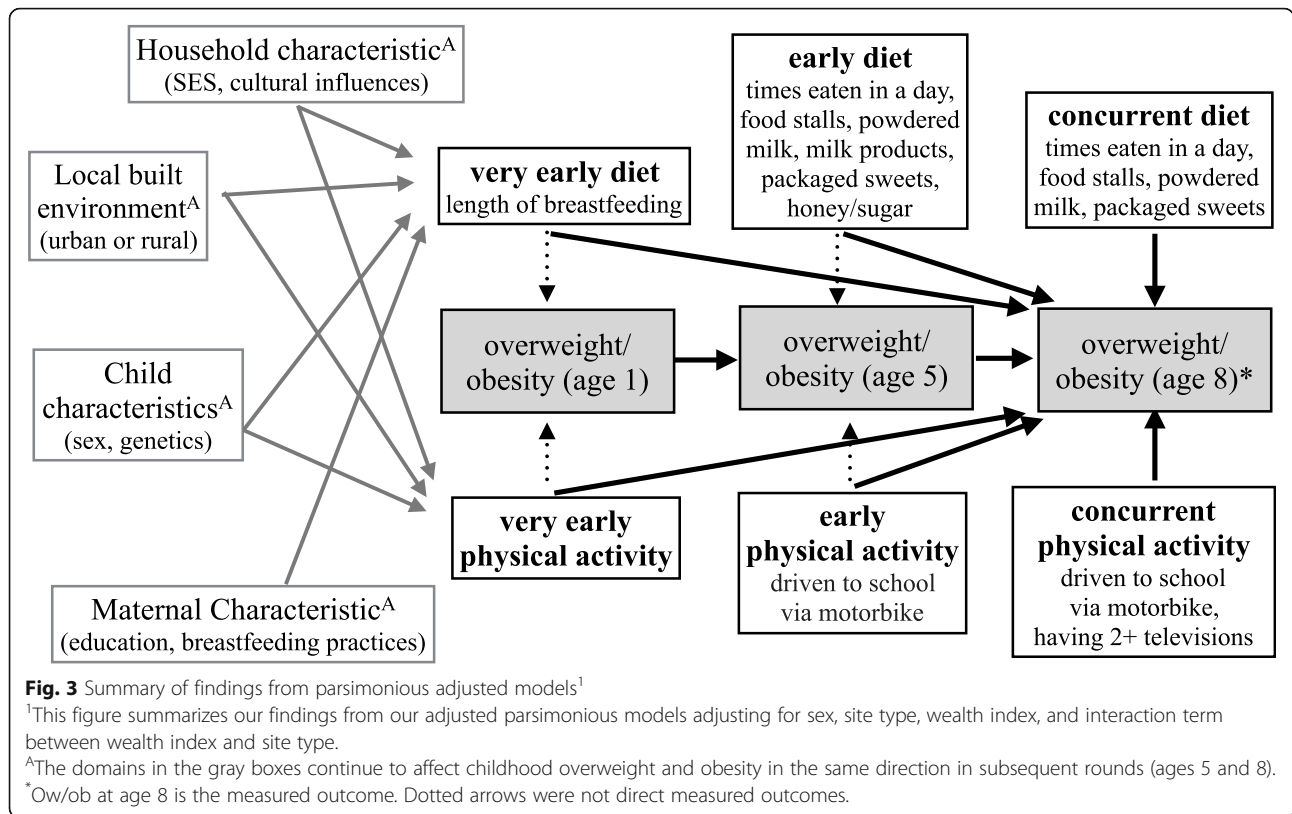 Household characteristicᴬ
(SES, cultural influences)
Local built
environmentᴬ
(urban or rural)
Child
characteristicsᴬ
(sex, genetics)
Maternal Characteristicᴬ
(education, breastfeeding practices)
very early diet
length of breastfeeding
early diet
times eaten in a day,
food stalls, powdered
milk, milk products,
packaged sweets,
honey/sugar
concurrent diet
times eaten in a day,
food stalls, powdered
milk, packaged sweets
overweight/
obesity (age 1)
overweight/
obesity (age 5)
overweight/
obesity (age 8)*
very early
physical activity
early
physical activity
driven to school
via motorbike
concurrent
physical activity
driven to school
via motorbike,
having 2+ televisions
Fig. 3 Summary of findings from parsimonious adjusted models¹
¹This figure summarizes our findings from our adjusted parsimonious models adjusting for sex, site type, wealth index, and interaction term
between wealth index and site type.
ᴬThe domains in the gray boxes continue to affect childhood overweight and obesity in the same direction in subsequent rounds (ages 5 and 8).
*Ow/ob at age 8 is the measured outcome. Dotted arrows were not direct measured outcomes.